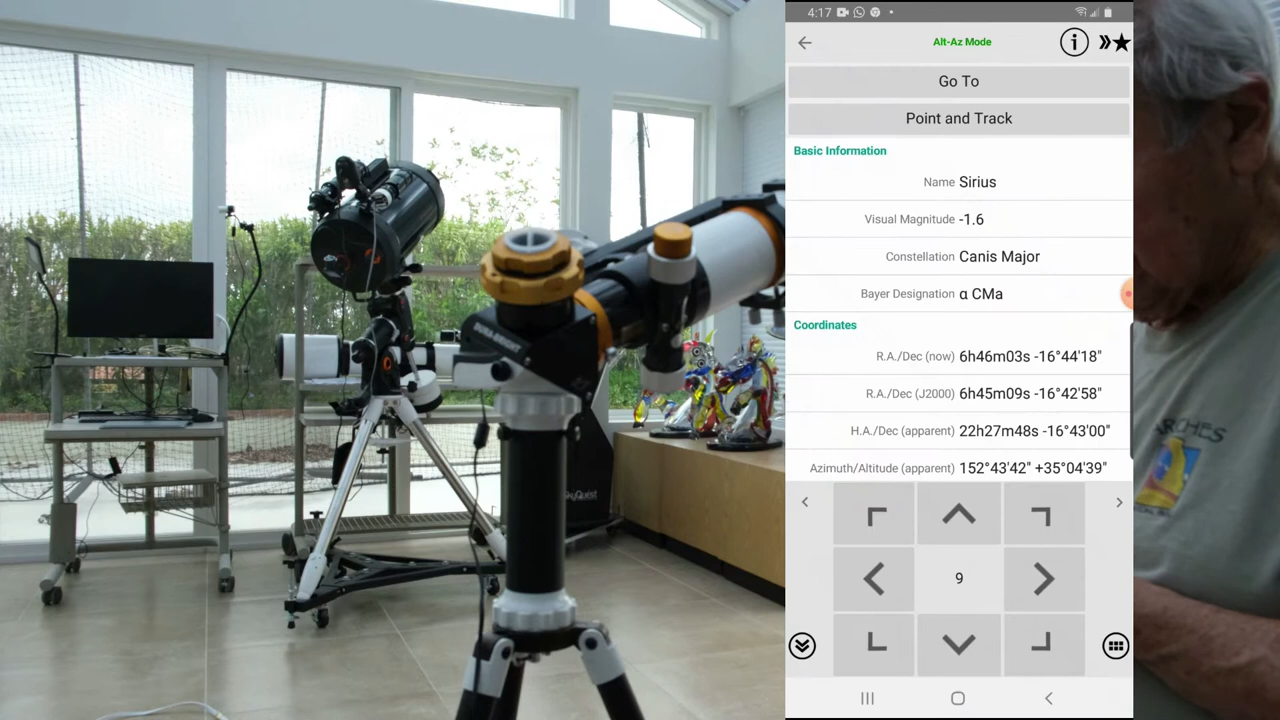 4:17
Alt-Az Mode
Go To
Point and Track
Basic Information
Name Sirius
Visual Magnitude -1.6
Constellation Canis Major
Bayer Designation α CMa
Coordinates
R.A./Dec (now) 6h46m03s -16°44'18"
R.A./Dec (J2000) 6h45m09s -16°42'58"
H.A./Dec (apparent) 22h27m48s -16°43'00"
Azimuth/Altitude (apparent) 152°43'42" +35°04'39"
9
SkyQuest